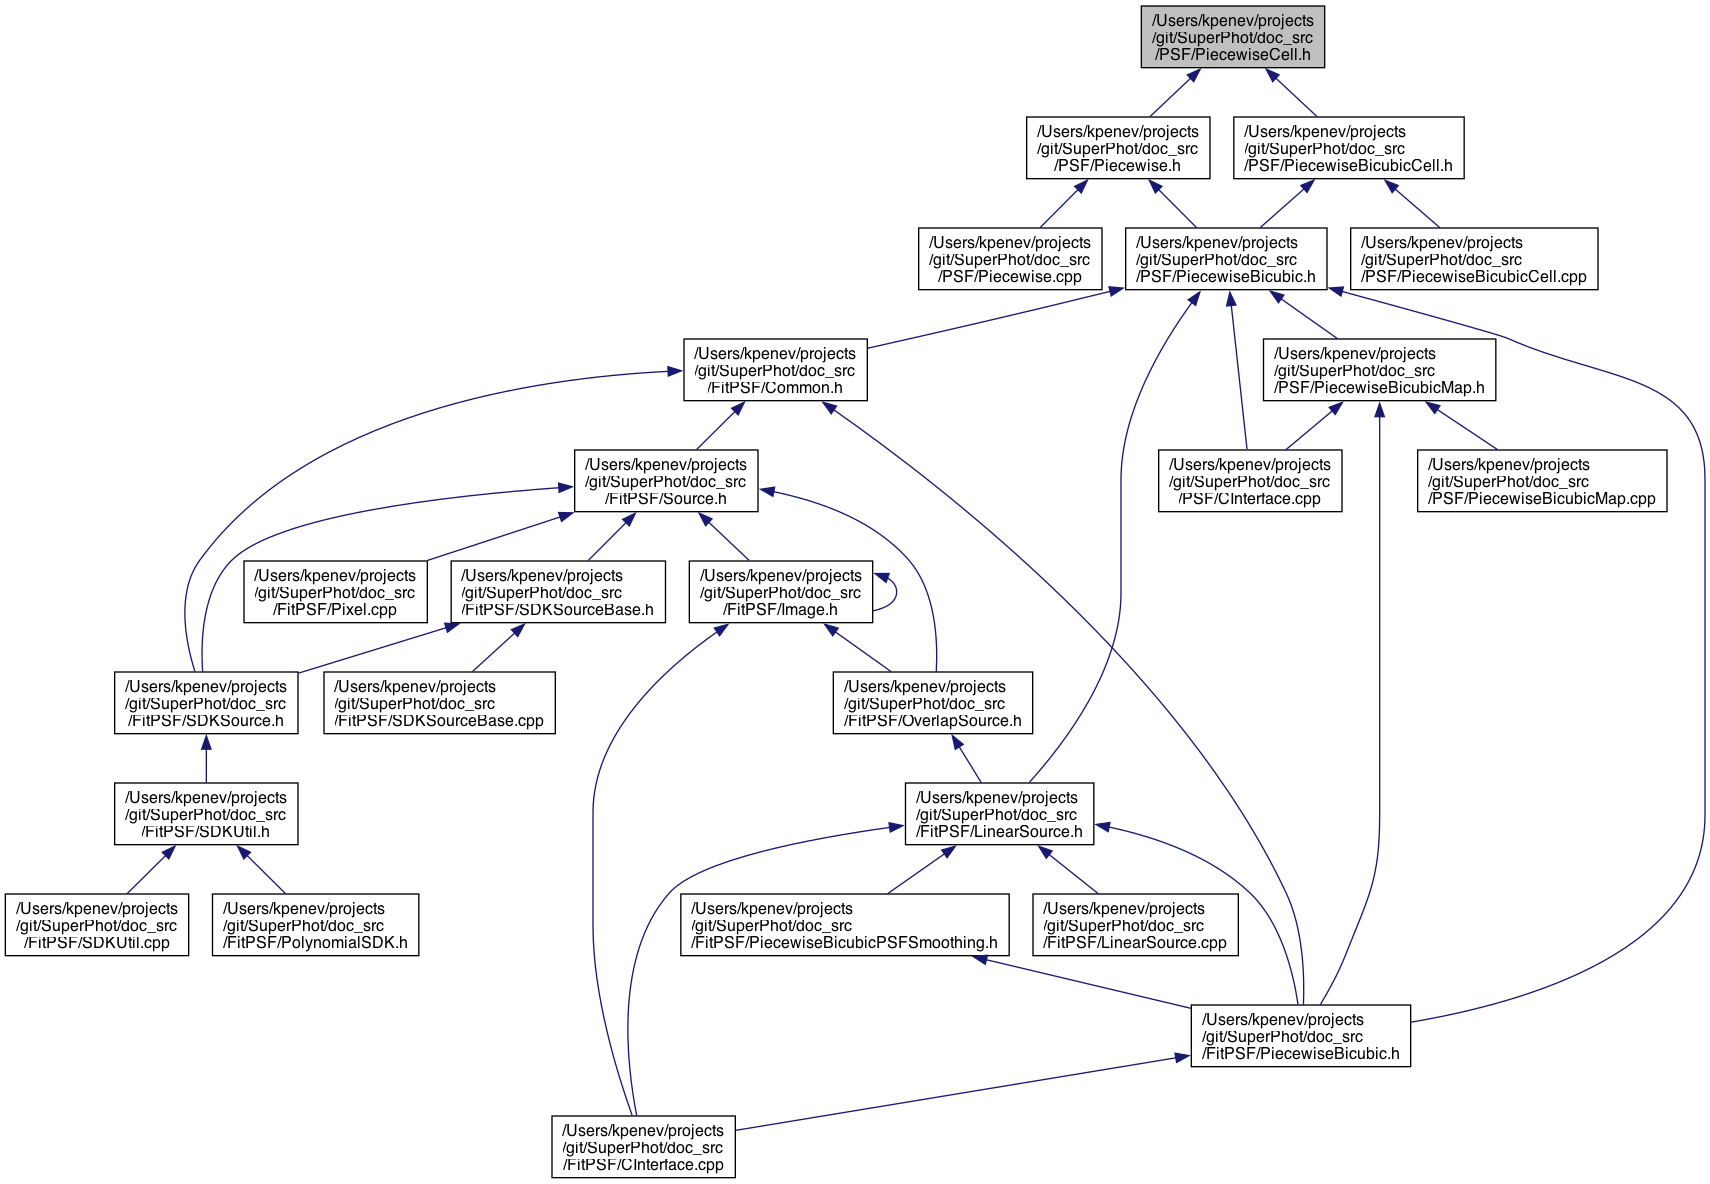 /Users/kpenev/projects
/git/SuperPhot/doc_src
/PSF/PiecewiseCell.h
/Users/kpenev/projects
/git/SuperPhot/doc_src
/PSF/Piecewise.h
/Users/kpenev/projects
/git/SuperPhot/doc_src
/PSF/PiecewiseBicubicCell.h
/Users/kpenev/projects
/git/SuperPhot/doc_src
/PSF/Piecewise.cpp
/Users/kpenev/projects
/git/SuperPhot/doc_src
/PSF/PiecewiseBicubic.h
/Users/kpenev/projects
/git/SuperPhot/doc_src
/PSF/PiecewiseBicubicCell.cpp
/Users/kpenev/projects
/git/SuperPhot/doc_src
/FitPSF/Common.h
/Users/kpenev/projects
/git/SuperPhot/doc_src
/PSF/PiecewiseBicubicMap.h
/Users/kpenev/projects
/git/SuperPhot/doc_src
/FitPSF/Source.h
/Users/kpenev/projects
/git/SuperPhot/doc_src
/PSF/CInterface.cpp
/Users/kpenev/projects
/git/SuperPhot/doc_src
/PSF/PiecewiseBicubicMap.cpp
/Users/kpenev/projects
/git/SuperPhot/doc_src
/FitPSF/Pixel.cpp
/Users/kpenev/projects
/git/SuperPhot/doc_src
/FitPSF/SDKSourceBase.h
/Users/kpenev/projects
/git/SuperPhot/doc_src
/FitPSF/Image.h
/Users/kpenev/projects
/git/SuperPhot/doc_src
/FitPSF/SDKSource.h
/Users/kpenev/projects
/git/SuperPhot/doc_src
/FitPSF/SDKSourceBase.cpp
/Users/kpenev/projects
/git/SuperPhot/doc_src
/FitPSF/OverlapSource.h
/Users/kpenev/projects
/git/SuperPhot/doc_src
/FitPSF/SDKUtil.h
/Users/kpenev/projects
/git/SuperPhot/doc_src
/FitPSF/LinearSource.h
/Users/kpenev/projects
/git/SuperPhot/doc_src
/FitPSF/SDKUtil.cpp
/Users/kpenev/projects
/git/SuperPhot/doc_src
/FitPSF/PolynomialSDK.h
/Users/kpenev/projects
/git/SuperPhot/doc_src
/FitPSF/PiecewiseBicubicPSFSmoothing.h
/Users/kpenev/projects
/git/SuperPhot/doc_src
/FitPSF/LinearSource.cpp
/Users/kpenev/projects
/git/SuperPhot/doc_src
/FitPSF/PiecewiseBicubic.h
/Users/kpenev/projects
/git/SuperPhot/doc_src
/FitPSF/CInterface.cpp